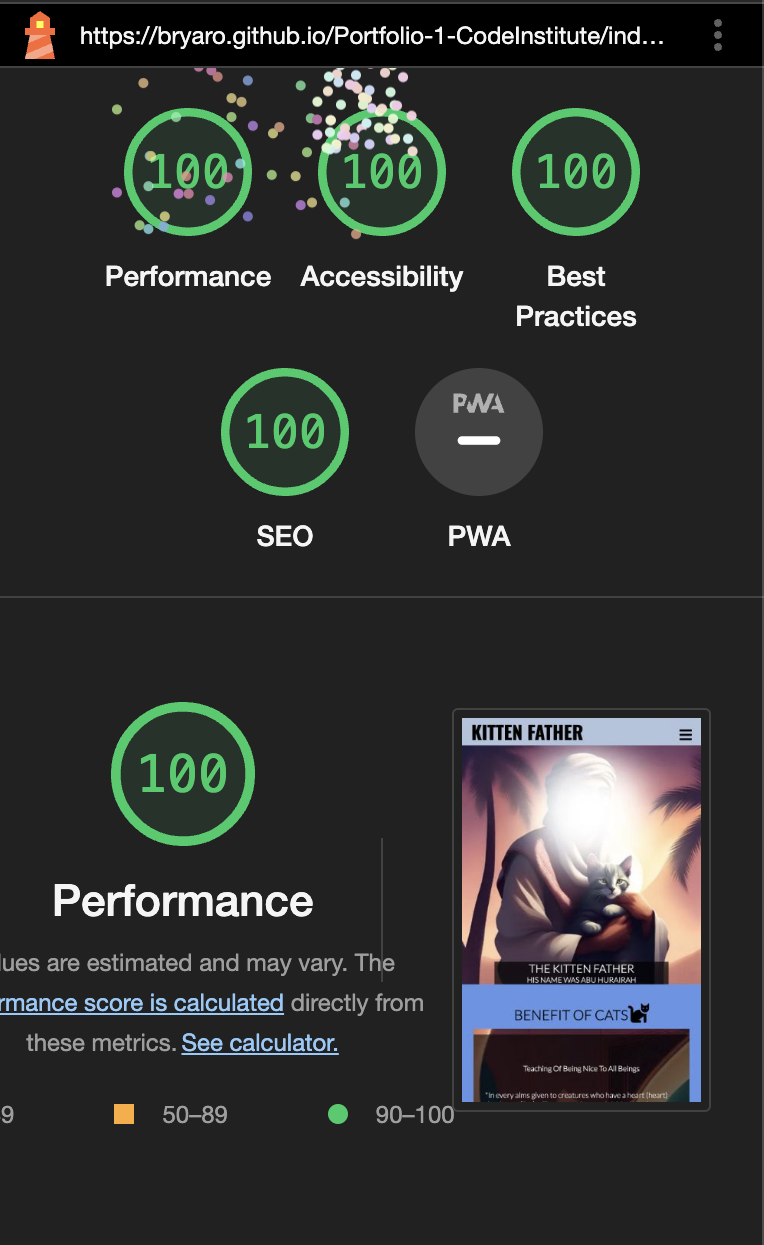 https://bryaro.github.io/Portfolio-1-CodeInstitute/ind...
100 100 100
Performance Accessibility Best
Practices
100 PWA
SEO PWA
100
Performance
lues are estimated and may vary. The
rmance score is calculated directly from
these metrics. See calculator.
9 50–89 90–100
KITTEN FATHER
THE KITTEN FATHER
HIS NAME WAS ABU HURAIRAH
BENEFIT OF CATS
Teaching Of Being Nice To All Beings
"In every alms given to creatures who have a heart (heart)